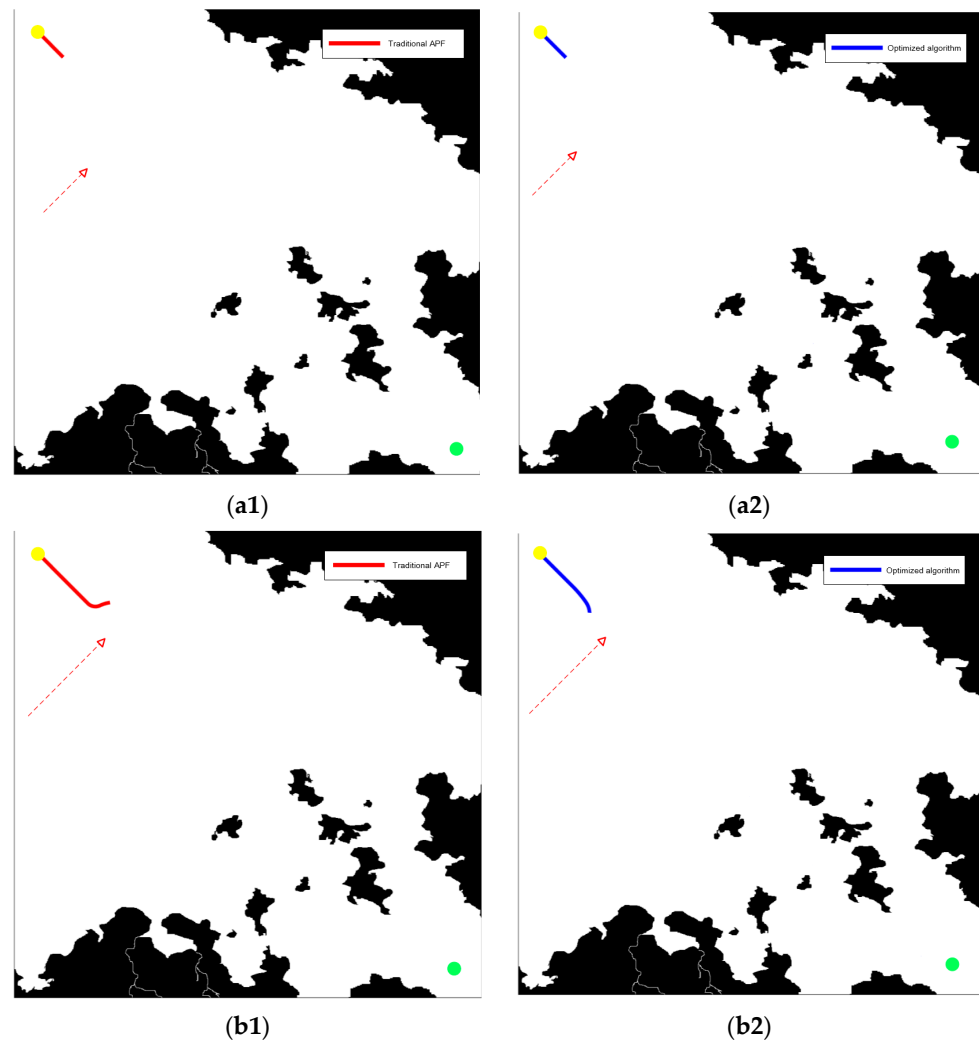 Traditional APF
Optimized algorithm
(a1)
(a2)
Traditional APF
Optimized algorithm
(b1)
(b2)